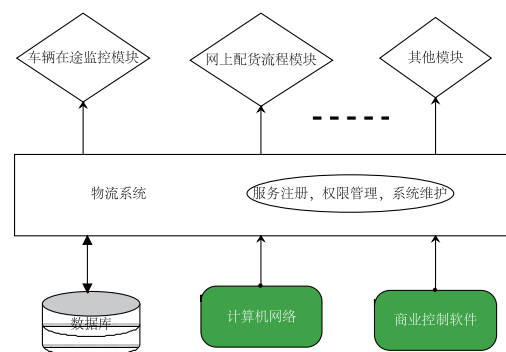 车辆在途监控模块
网上配货流程模块
其他模块
物流系统
服务注册，权限管理，系统维护
数据库
计算机网络
商业控制软件